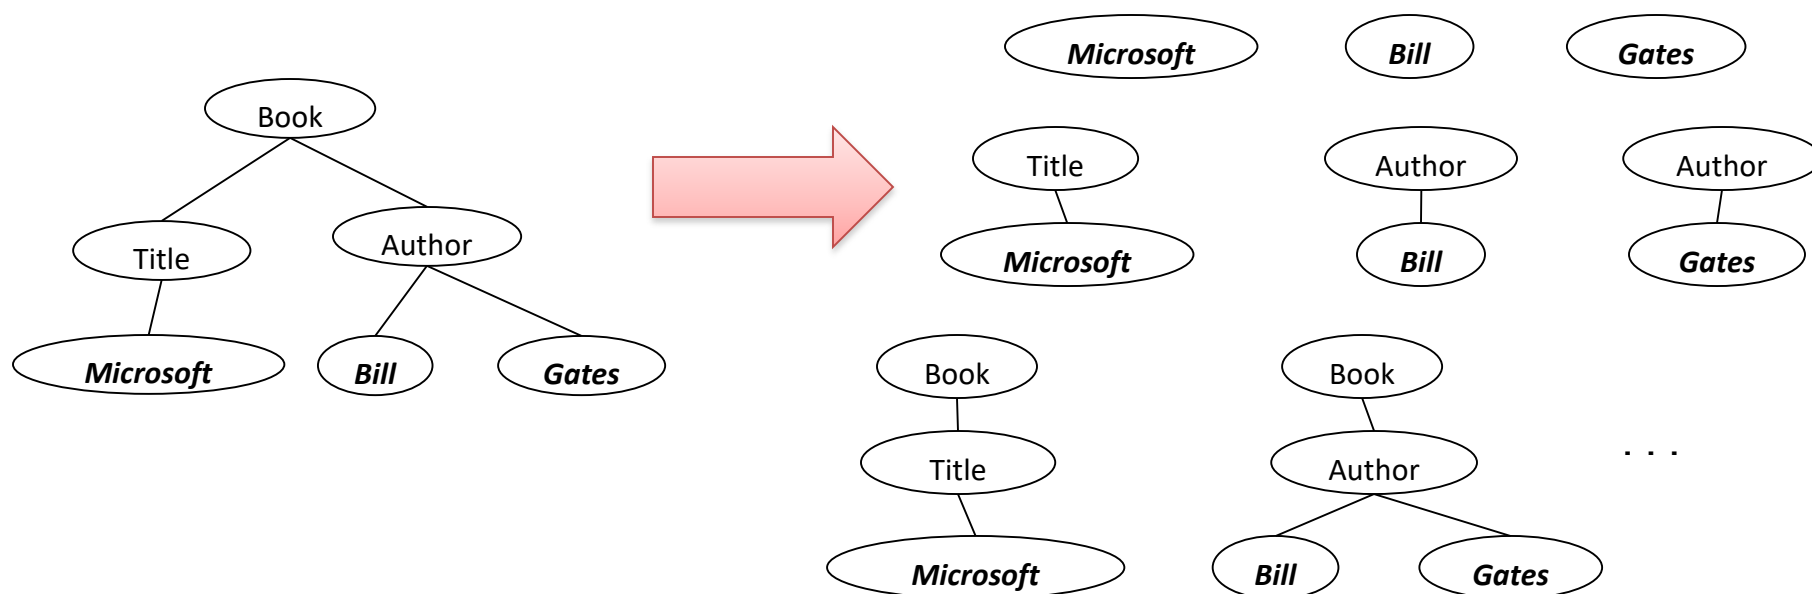 Book
Title
Author
Microsoft
Bill
Gates
Microsoft
Bill
Gates
Title
Microsoft
Author
Bill
Author
Gates
Book
Title
Microsoft
Book
Author
Bill
Gates
. . .